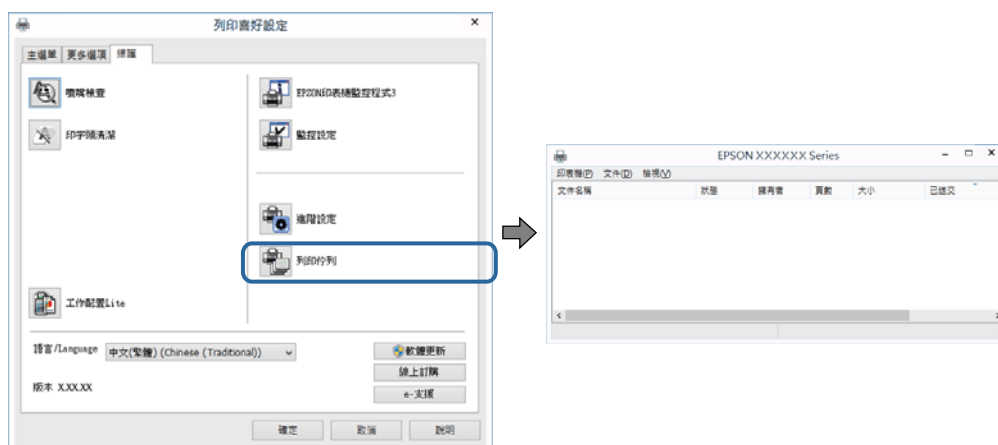 列印喜好設定
×
主選單 更多選項 維護
噴嘴檢查
EPSON印表機監控程式3
印字頭清潔
監控設定
進階設定
列印佇列
工作配置Lite
語言/Language 中文(繁體) (Chinese (Traditional))
軟體更新
線上訂購
版本 X.XX.XX
e-支援
確定 取消 說明
EPSON XXXXXX Series
印表機(P) 文件(D) 檢視(V)
文件名稱 狀態 擁有者 頁數 大小 已遞交